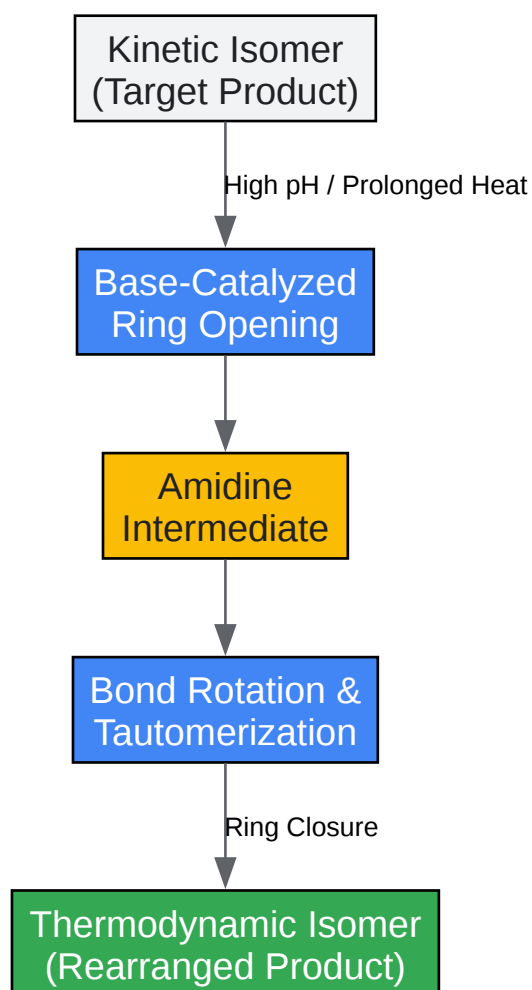 Kinetic Isomer
(Target Product)
High pH / Prolonged Heat
Base-Catalyzed
Ring Opening
Amidine
Intermediate
Bond Rotation &
Tautomerization
Ring Closure
Thermodynamic Isomer
(Rearranged Product)